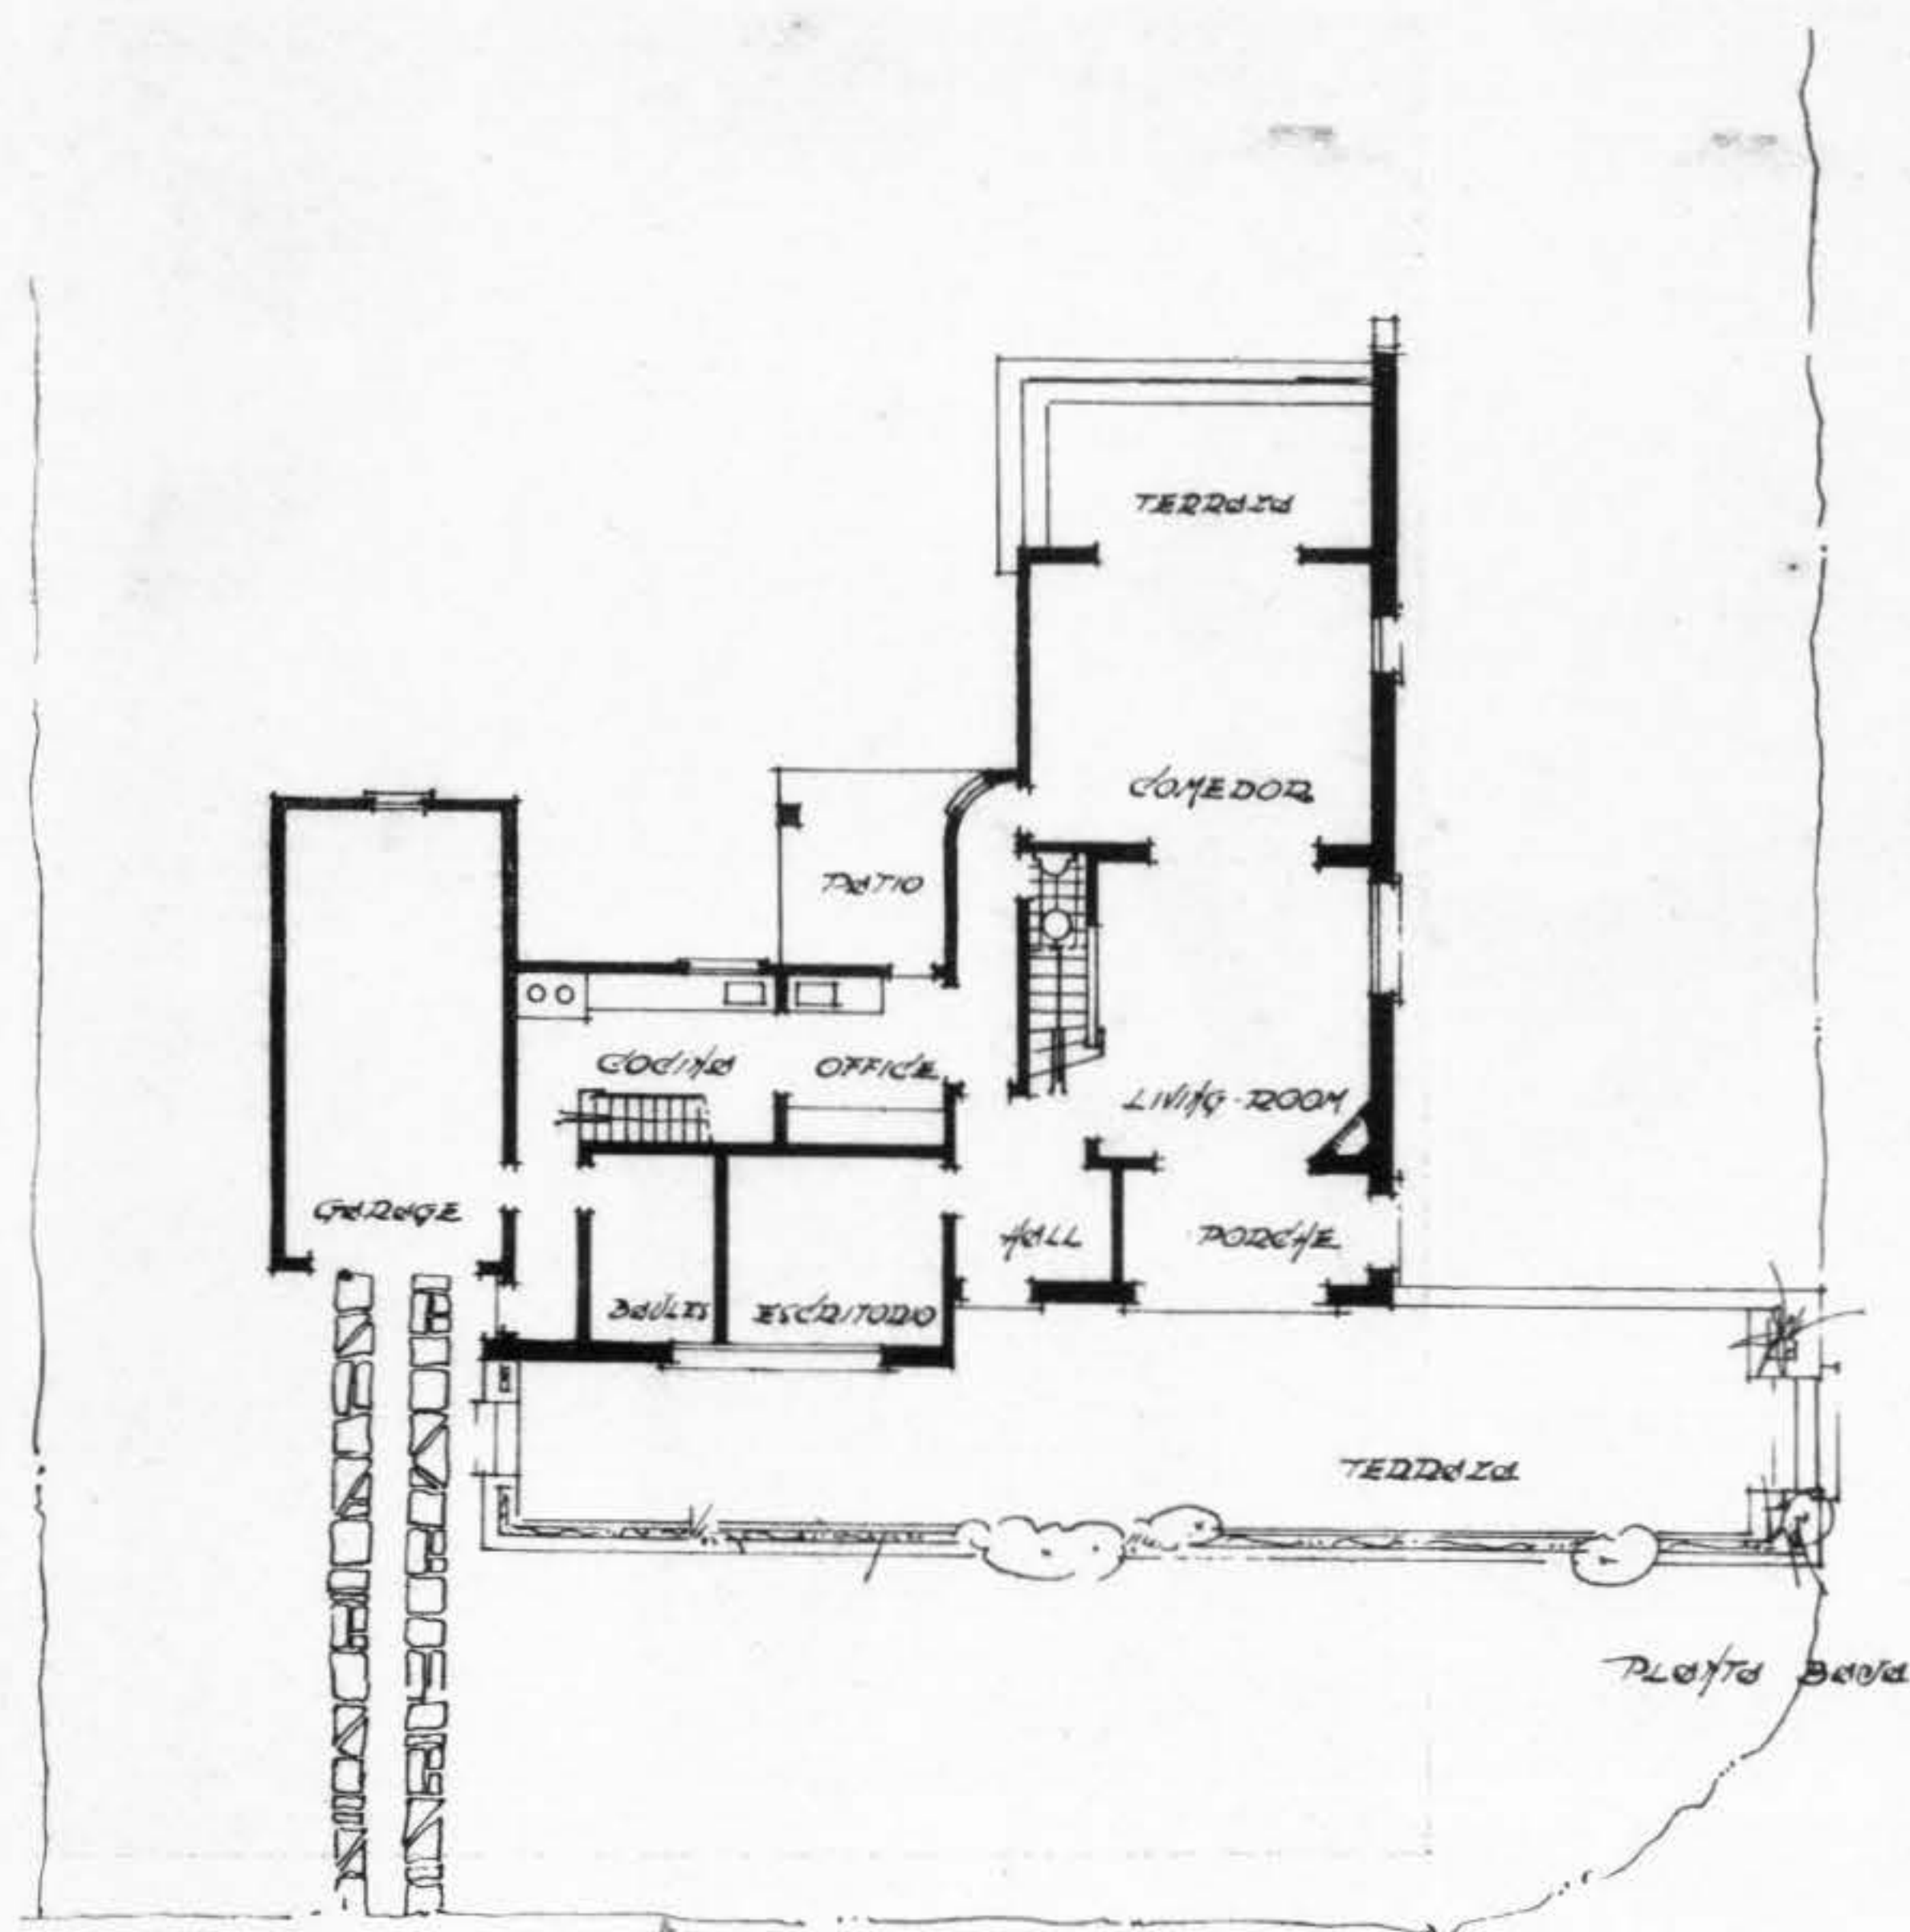 TERRAZA
COMEDOR
PATIO
COCINA
OFFICE
LIVING-ROOM
GARAGE
HALL
PORCHE
BAULES
ESCRITORIO
TERRAZA
PLANTA BAJA